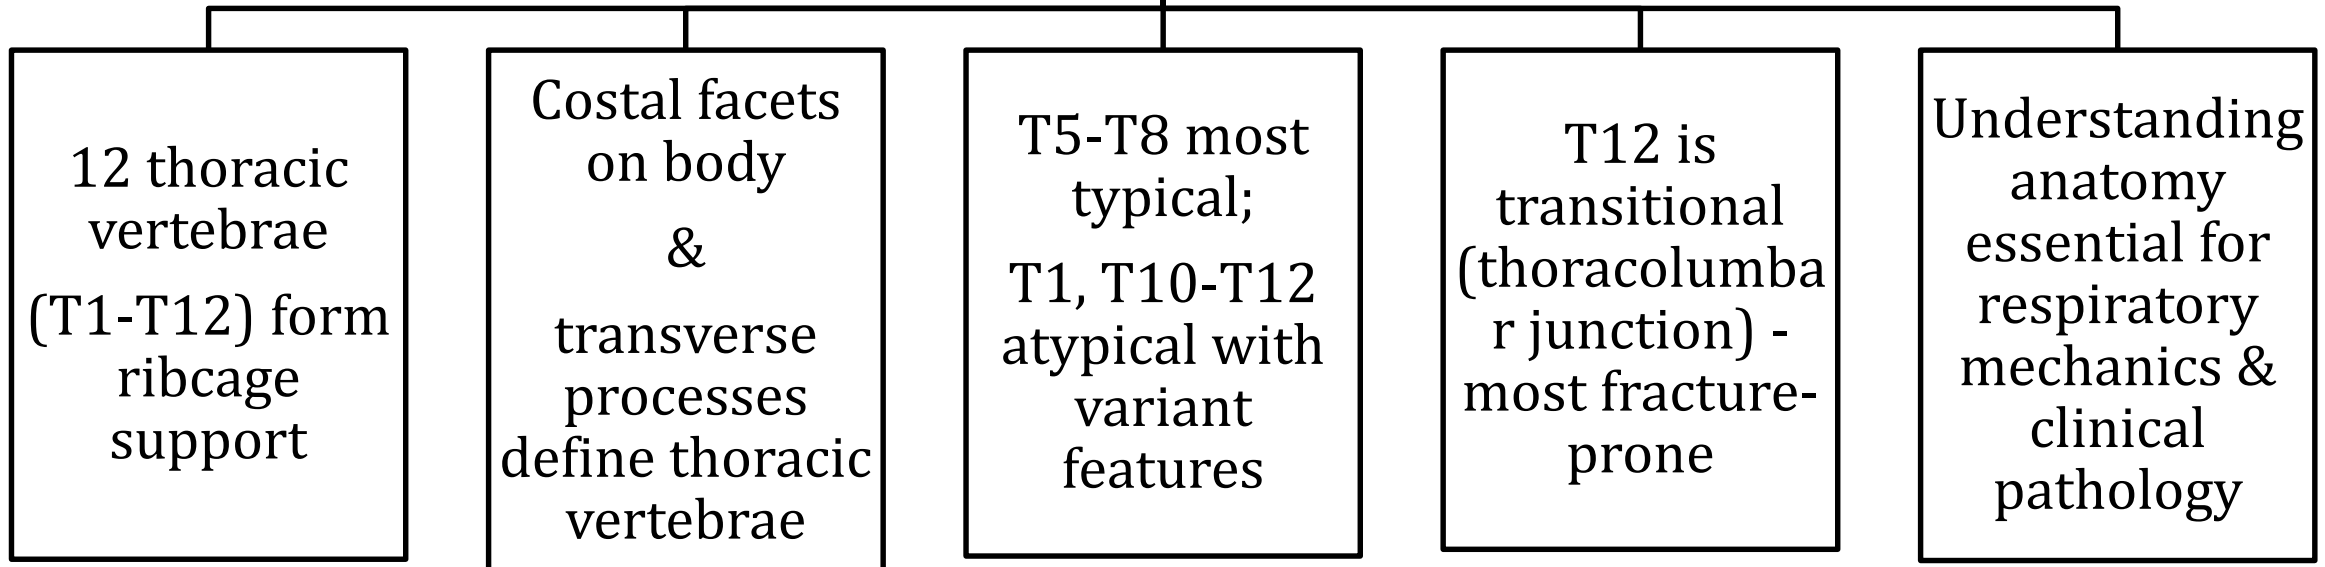 12 thoracic
vertebrae
(T1-T12) form
ribcage
support
Costal facets
on body
&
transverse
processes
define thoracic
vertebrae
T5-T8 most
typical;
T1, T10-T12
atypical with
variant
features
T12 is
transitional
(thoracolumba
r junction) -
most fracture-
prone
Understanding
anatomy
essential for
respiratory
mechanics &
clinical
pathology